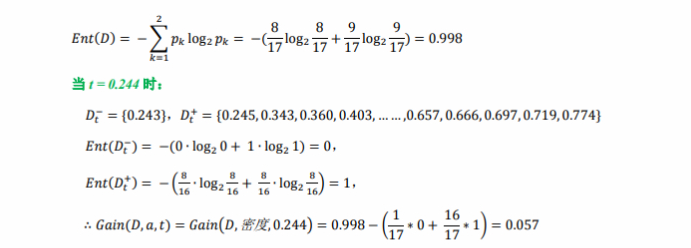 Ent(D) = −∑_{k=1}^{2} p_k log₂ p_k = −(8/17 log₂ 8/17 + 9/17 log₂ 9/17) = 0.998
当 t = 0.244 时：
D_t^− = {0.243}，D_t^+ = {0.245, 0.343, 0.360, 0.403, … … , 0.657, 0.666, 0.697, 0.719, 0.774}
Ent(D_t^−) = −(0 · log₂ 0 + 1 · log₂ 1) = 0，
Ent(D_t^+) = −(8/16 · log₂ 8/16 + 8/16 · log₂ 8/16) = 1，
∴ Gain(D, a, t) = Gain(D, 密度, 0.244) = 0.998 − (1/17 * 0 + 16/17 * 1) = 0.057